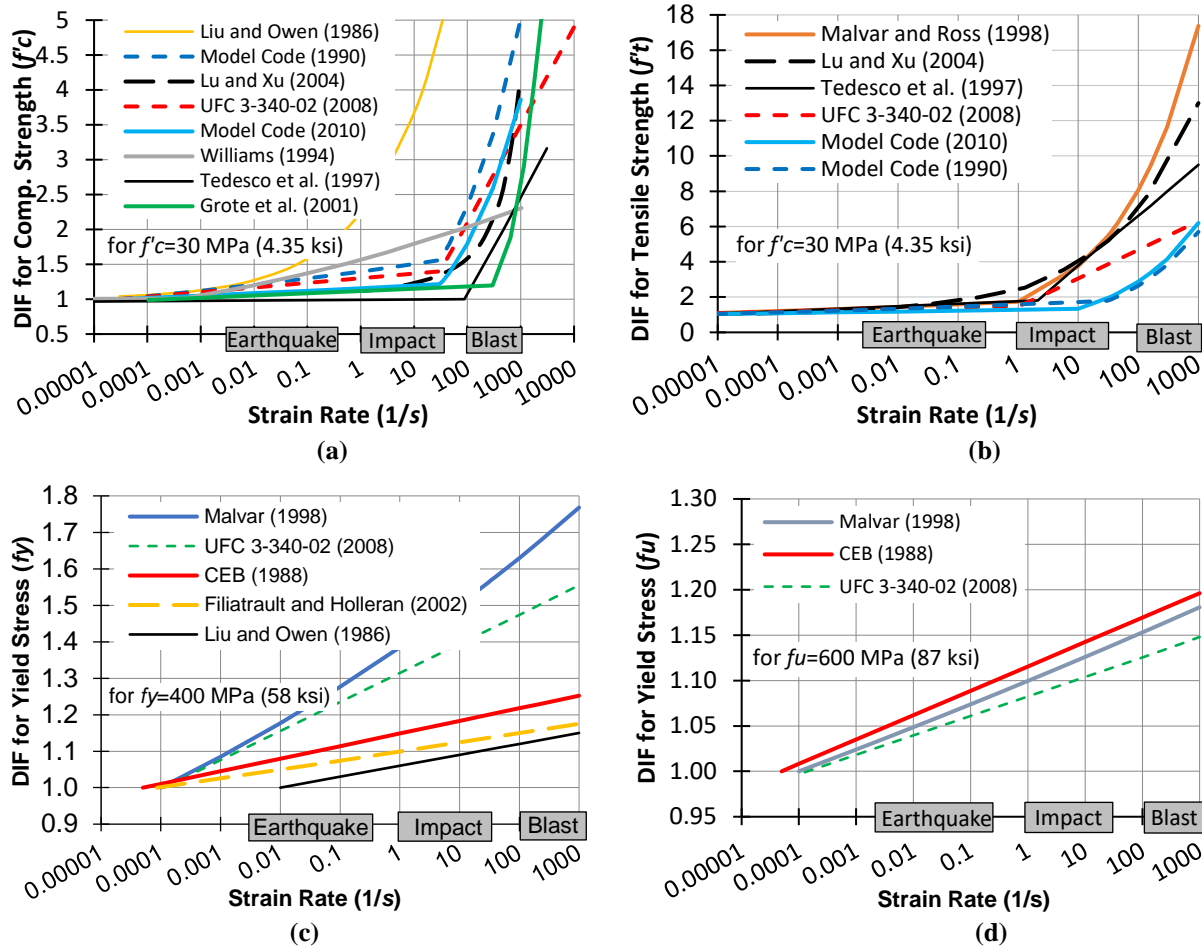 DIF for Comp. Strength (f'c)
5
4.5
4
3.5
3
2.5
2
1.5
1
0.5
Liu and Owen (1986)
Model Code (1990)
Lu and Xu (2004)
UFC 3-340-02 (2008)
Model Code (2010)
Williams (1994)
Tedesco et al. (1997)
Grote et al. (2001)
for f'c=30 MPa (4.35 ksi)
Earthquake Impact Blast
0.00001 0.0001 0.001 0.01 0.1 1 10 100 1000 10000
Strain Rate (1/s)
(a)
DIF for Tensile Strength (f't)
18
16
14
12
10
8
6
4
2
0
Malvar and Ross (1998)
Lu and Xu (2004)
Tedesco et al. (1997)
UFC 3-340-02 (2008)
Model Code (2010)
Model Code (1990)
for f'c=30 MPa (4.35 ksi)
Earthquake Impact Blast
0.00001 0.0001 0.001 0.01 0.1 1 10 100 1000
Strain Rate (1/s)
(b)
DIF for Yield Stress (fy)
1.8
1.7
1.6
1.5
1.4
1.3
1.2
1.1
1.0
0.9
Malvar (1998)
UFC 3-340-02 (2008)
CEB (1988)
Filiatrault and Holleran (2002)
Liu and Owen (1986)
for fy=400 MPa (58 ksi)
Earthquake Impact Blast
0.00001 0.0001 0.001 0.01 0.1 1 10 100 1000
Strain Rate (1/s)
(c)
DIF for Yield Stress (fu)
1.30
1.25
1.20
1.15
1.10
1.05
1.00
0.95
Malvar (1998)
CEB (1988)
UFC 3-340-02 (2008)
for fu=600 MPa (87 ksi)
Earthquake Impact Blast
0.00001 0.0001 0.001 0.01 0.1 1 10 100 1000
Strain Rate (1/s)
(d)